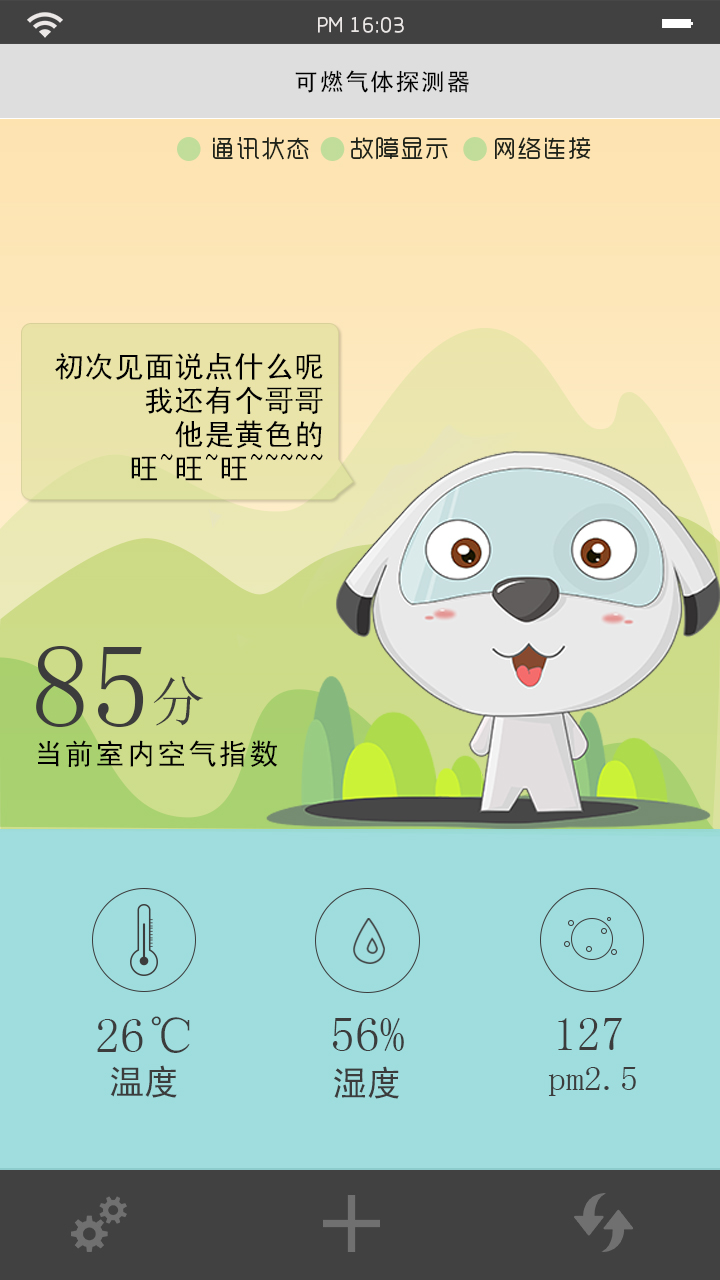 PM 16:03
可燃气体探测器
通讯状态 故障显示 网络连接
初次见面说点什么呢
我还有个哥哥
他是黄色的
旺~旺~旺~~~~~
85分
当前室内空气指数
26℃ 56% 127
温度 湿度 pm2.5